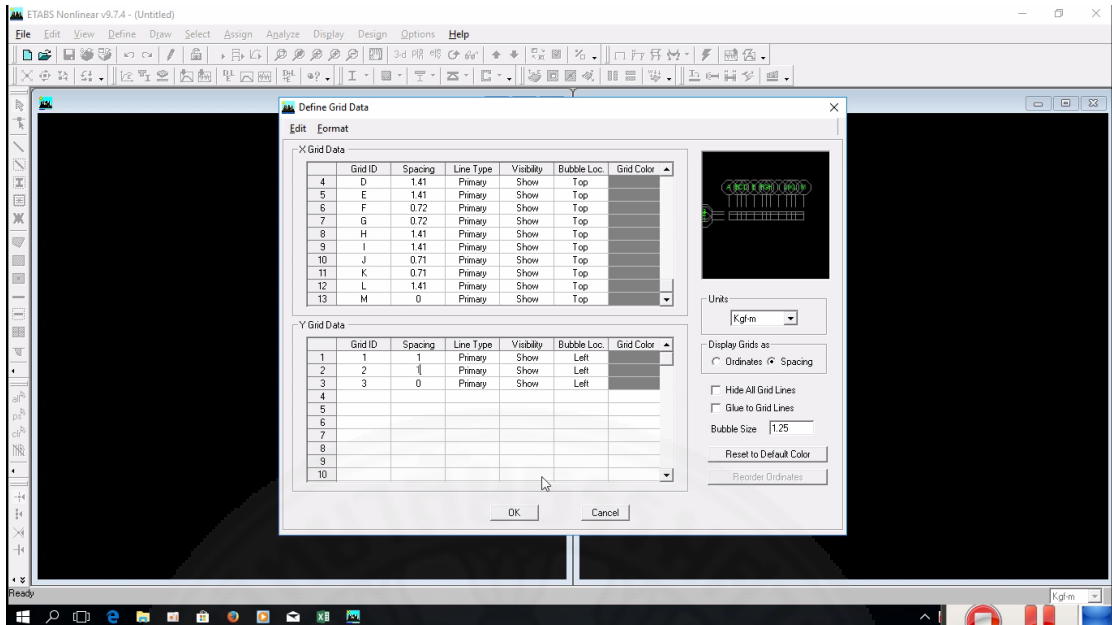 ETABS Nonlinear v9.7.4 - (Untitled)
File Edit View Define Draw Select Assign Analyze Display Design Options Help
3-d
Define Grid Data
Edit Format
X Grid Data
Grid ID Spacing Line Type Visibility Bubble Loc. Grid Color
4 D 1.41 Primary Show Top
5 E 1.41 Primary Show Top
6 F 0.72 Primary Show Top
7 G 0.72 Primary Show Top
8 H 1.41 Primary Show Top
9 I 1.41 Primary Show Top
10 J 0.71 Primary Show Top
11 K 0.71 Primary Show Top
12 L 1.41 Primary Show Top
13 M 0 Primary Show Top
Y Grid Data
Grid ID Spacing Line Type Visibility Bubble Loc. Grid Color
1 1 1 Primary Show Left
2 2 1 Primary Show Left
3 3 0 Primary Show Left
4
5
6
7
8
9
10
Units
Kgf-m
Display Grids as
Ordinates Spacing
Hide All Grid Lines
Glue to Grid Lines
Bubble Size 1.25
Reset to Default Color
Reorder Ordinates
OK Cancel
all
ps
clr
Ready
Kgf-m